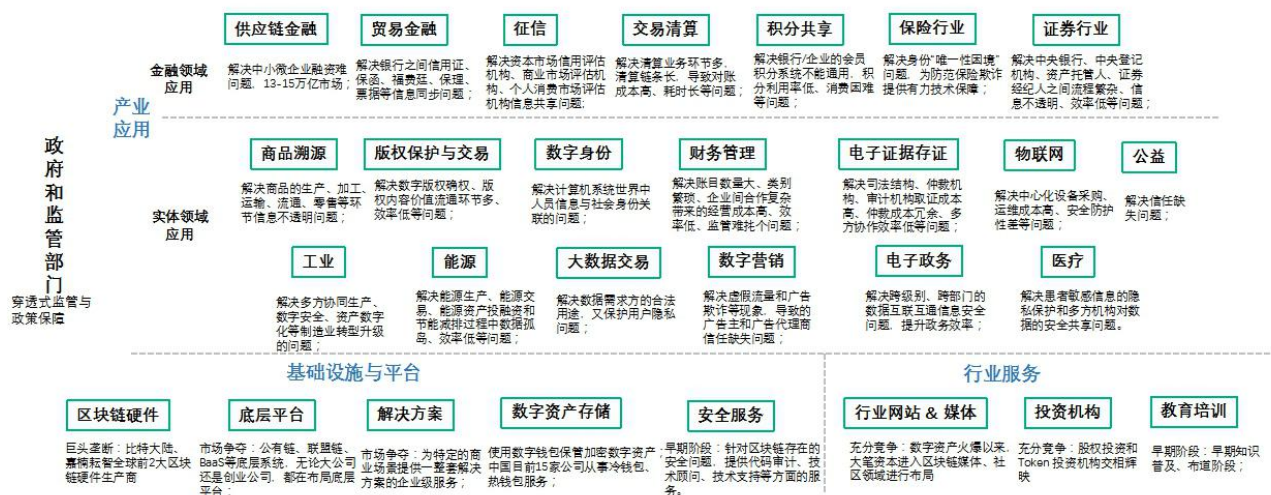 供应链金融
贸易金融
征信
交易清算
积分共享
保险行业
证券行业
金融领域
应用
解决中小微企业融资难
问题，13-15万亿市场；
解决银行之间信用证、
保函、福费廷、保理、
票据等信息同步问题；
解决资本市场信用评估
机构、商业市场评估机
构、个人消费市场评估
机构信息共享问题；
解决清算业务环节多、
清算链条长，导致对账
成本高、耗时长等问题；
解决银行/企业的会员
积分系统不能通用，积
分利用率低、消费困难
等问题；
解决身份“唯一性困境”
问题，为防范保险欺诈
提供有力技术保障；
解决中央银行、中央登记
机构、资产托管人、证券
经纪人之间流程繁杂、信
息不透明、效率低等问题；
产业
应用
政府和监管部门
穿透式监管与
政策保障
商品溯源
版权保护与交易
数字身份
财务管理
电子证据存证
物联网
公益
实体领域
应用
解决商品的生产、加工、
运输、流通、零售等环
节信息不透明问题；
解决数字版权确权、版
权内容价值流通环节多、
效率低等问题；
解决计算机系统世界中
人员信息与社会身份关
联的问题；
解决账目数量大、类别
繁琐、企业间合作复杂
带来的经营成本高、效
率低、监管难托个问题；
解决司法结构、仲裁机
构、审计机构取证成本
高、仲裁成本冗余、多
方协作效率低等问题；
解决中心化设备采购、
运维成本高、安全防护
性差等问题；
解决信任缺
失问题；
工业
能源
大数据交易
数字营销
电子政务
医疗
解决多方协同生产、
数字安全、资产数字
化等制造业转型升级
的问题；
解决能源生产、能源交
易、能源资产投融资和
节能减排过程中数据孤
岛、效率低等问题；
解决数据需求方的合法
用途，又保护用户隐私
问题；
解决虚假流量和广告
欺诈等现象，导致的
广告主和广告代理商
信任缺失问题；
解决跨级别、跨部门的
数据互联互通信息安全
问题，提升政务效率；
解决患者敏感信息的隐
私保护和多方机构对数据
的安全共享问题。
基础设施与平台
行业服务
区块链硬件
底层平台
解决方案
数字资产存储
安全服务
行业网站 & 媒体
投资机构
教育培训
巨头垄断：比特大陆、
嘉楠耘智全球前2大区块
链硬件生产商
市场争夺：公有链、联盟链、
BaaS等底层系统，无论大公司
还是创业公司，都在布局底层
平台；
市场争夺：为特定的商
业场景提供一整套解决
方案的企业级服务；
使用数字钱包保管加密数字资产；
中国目前15家公司从事冷钱包、
热钱包服务；
早期阶段：针对区块链存在的
安全问题，提供代码审计、技
术顾问、技术支持等方面的服
务。
充分竞争：数字资产火爆以来，
大笔资本进入区块链媒体、社
区领域进行布局
充分竞争：股权投资和
Token 投资机构交相辉
映
早期阶段：早期知识
普及、布道阶段；